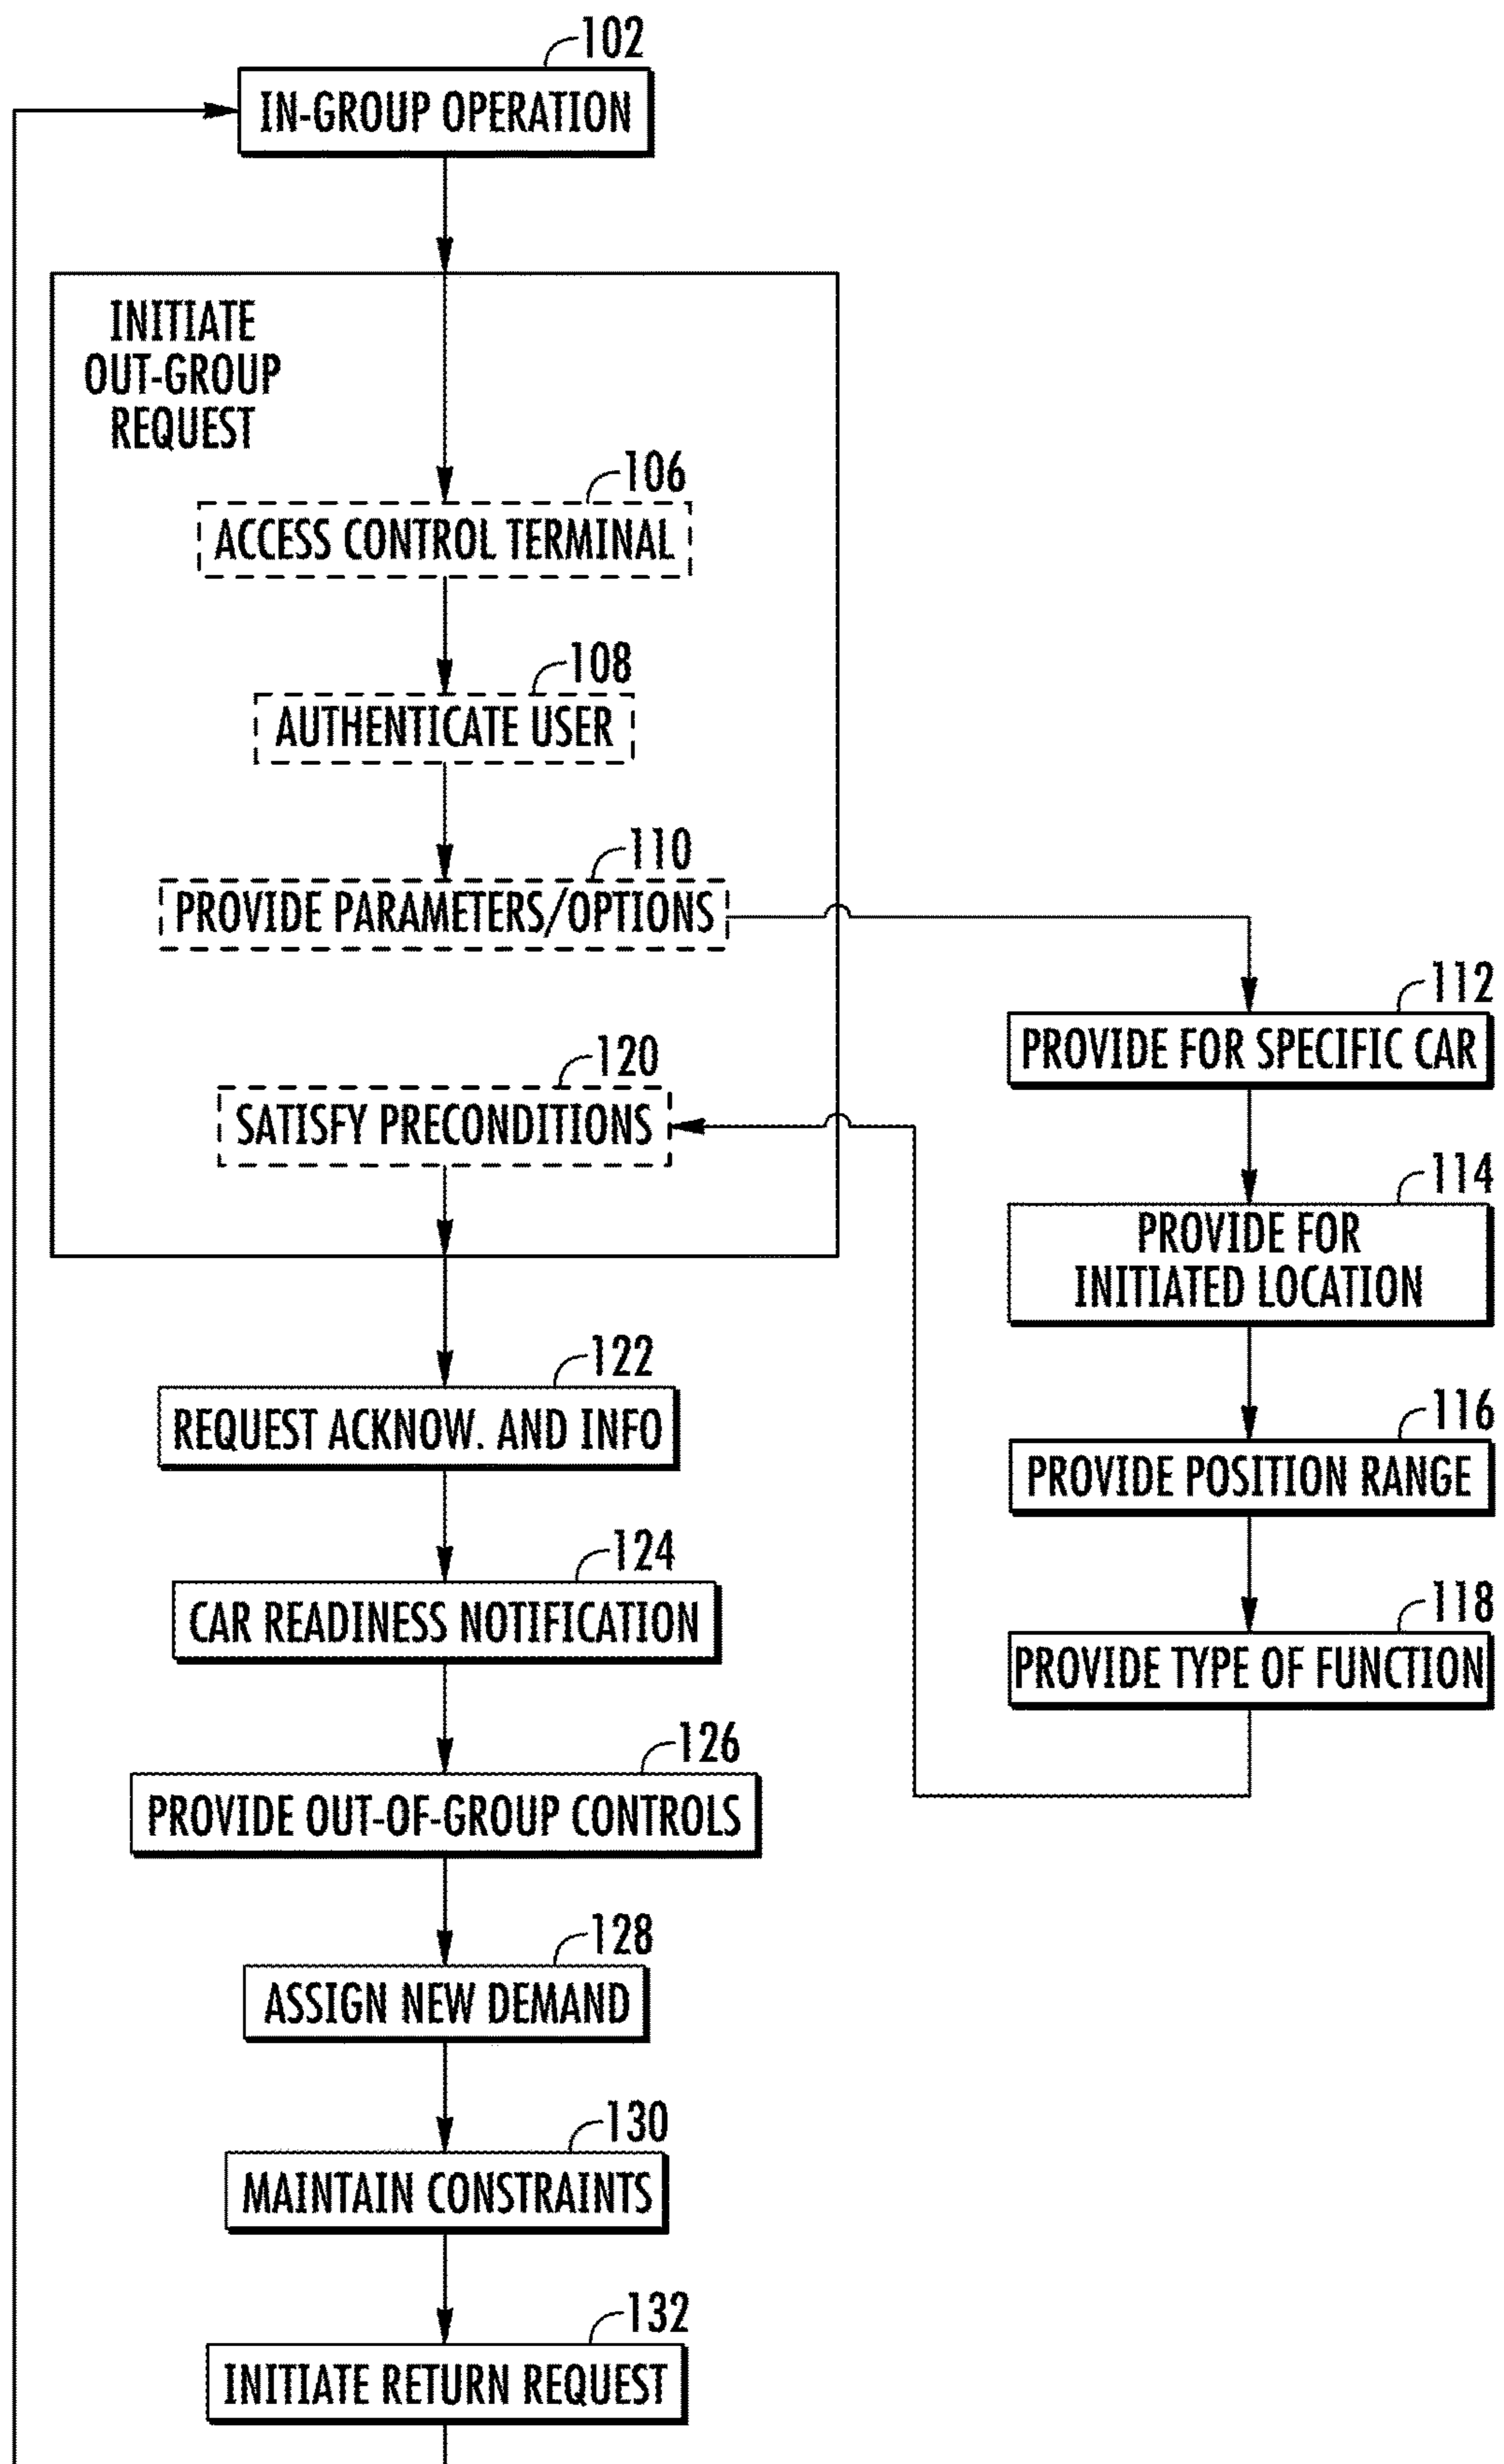 102
IN-GROUP OPERATION
INITIATE
OUT-GROUP
REQUEST
106
ACCESS CONTROL TERMINAL
108
AUTHENTICATE USER
110
PROVIDE PARAMETERS/OPTIONS
112
PROVIDE FOR SPECIFIC CAR
114
PROVIDE FOR
INITIATED LOCATION
116
PROVIDE POSITION RANGE
118
PROVIDE TYPE OF FUNCTION
120
SATISFY PRECONDITIONS
122
REQUEST ACKNOW. AND INFO
124
CAR READINESS NOTIFICATION
126
PROVIDE OUT-OF-GROUP CONTROLS
128
ASSIGN NEW DEMAND
130
MAINTAIN CONSTRAINTS
132
INITIATE RETURN REQUEST